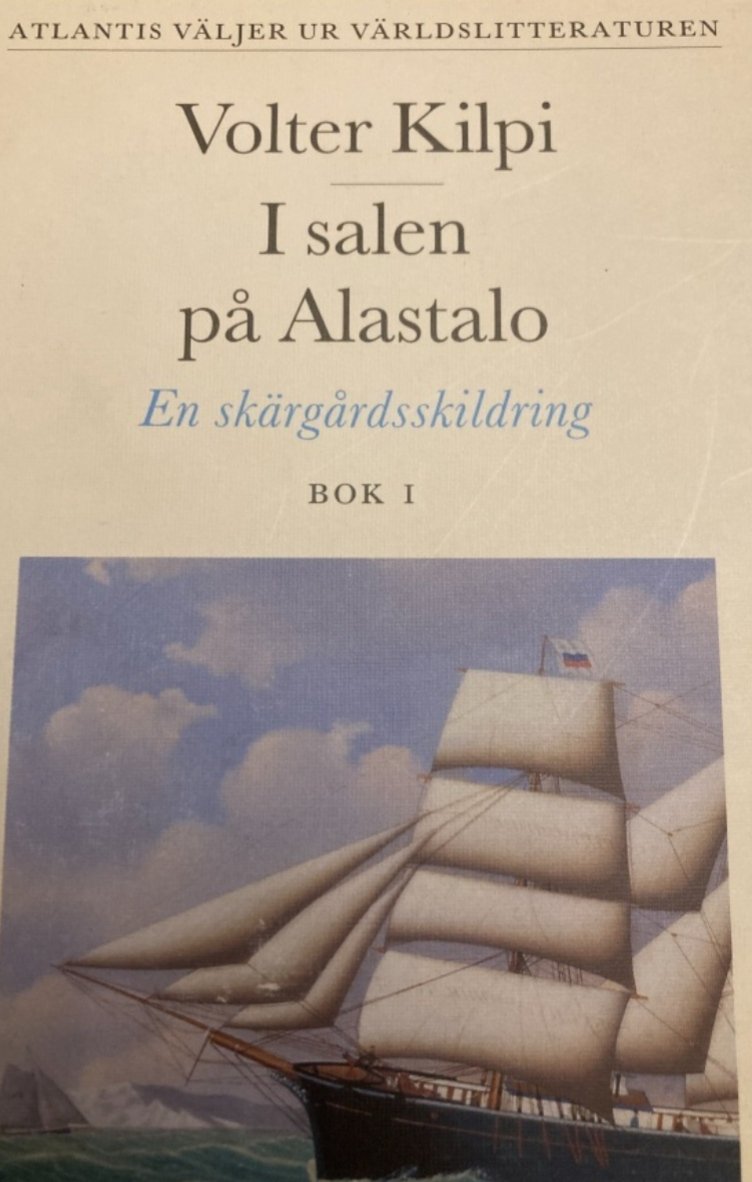 ATLANTIS VÄLJER UR VÄRLDSLITTERATUREN
Volter Kilpi
I salen
på Alastalo
En skärgårdsskildring
BOK I